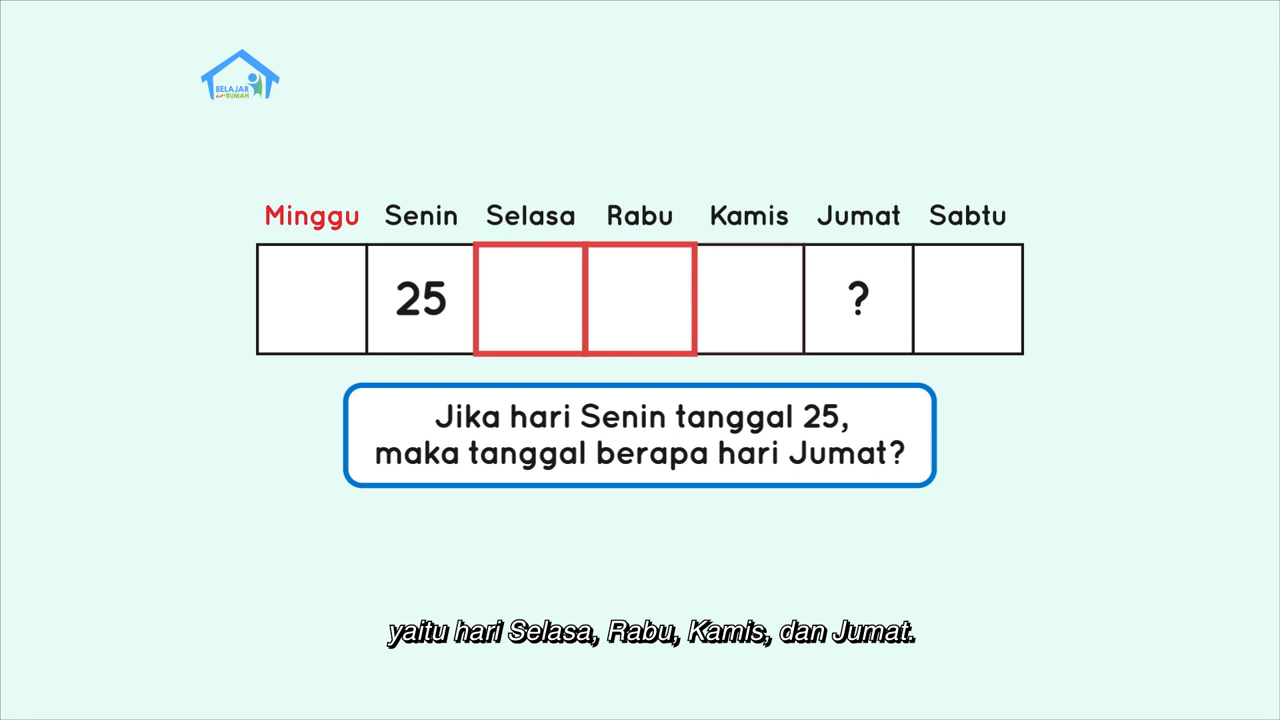 BELAJAR
dari RUMAH
Minggu Senin Selasa Rabu Kamis Jumat Sabtu
25 ?
Jika hari Senin tanggal 25,
maka tanggal berapa hari Jumat?
yaitu hari Selasa, Rabu, Kamis, dan Jumat.